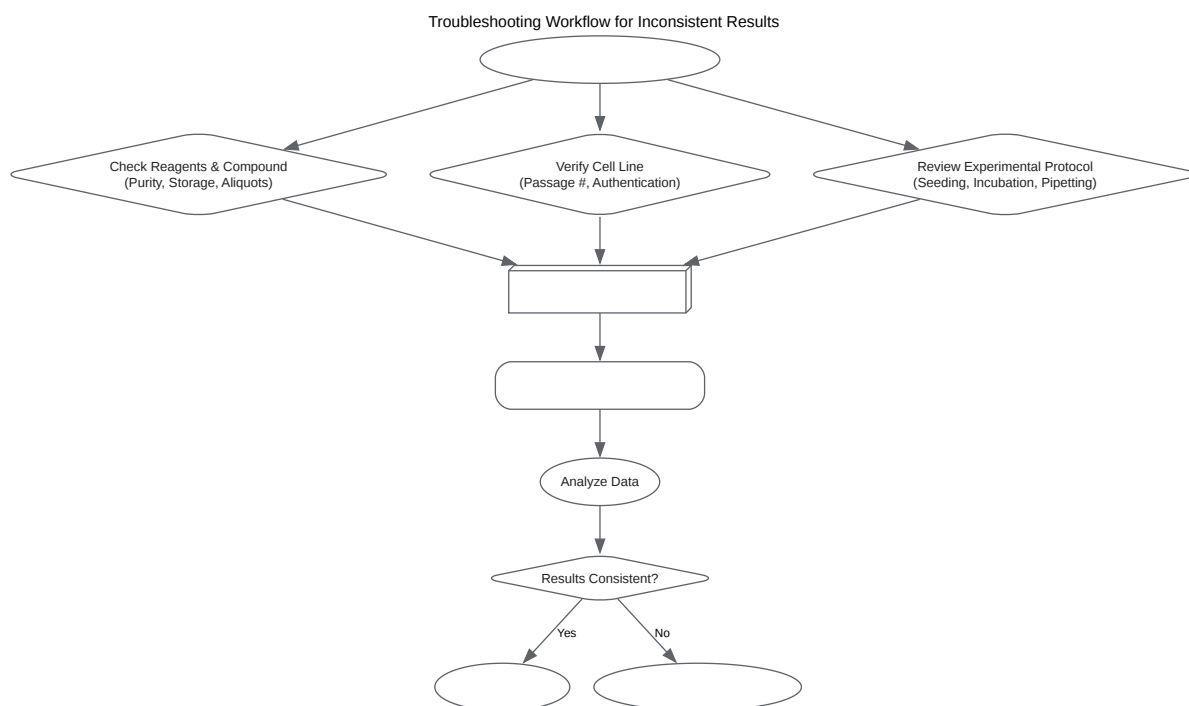 Troubleshooting Workflow for Inconsistent Results
Check Reagents & Compound
(Purity, Storage, Aliquots)
Verify Cell Line
(Passage #, Authentication)
Review Experimental Protocol
(Seeding, Incubation, Pipetting)
Analyze Data
Results Consistent?
Yes
No